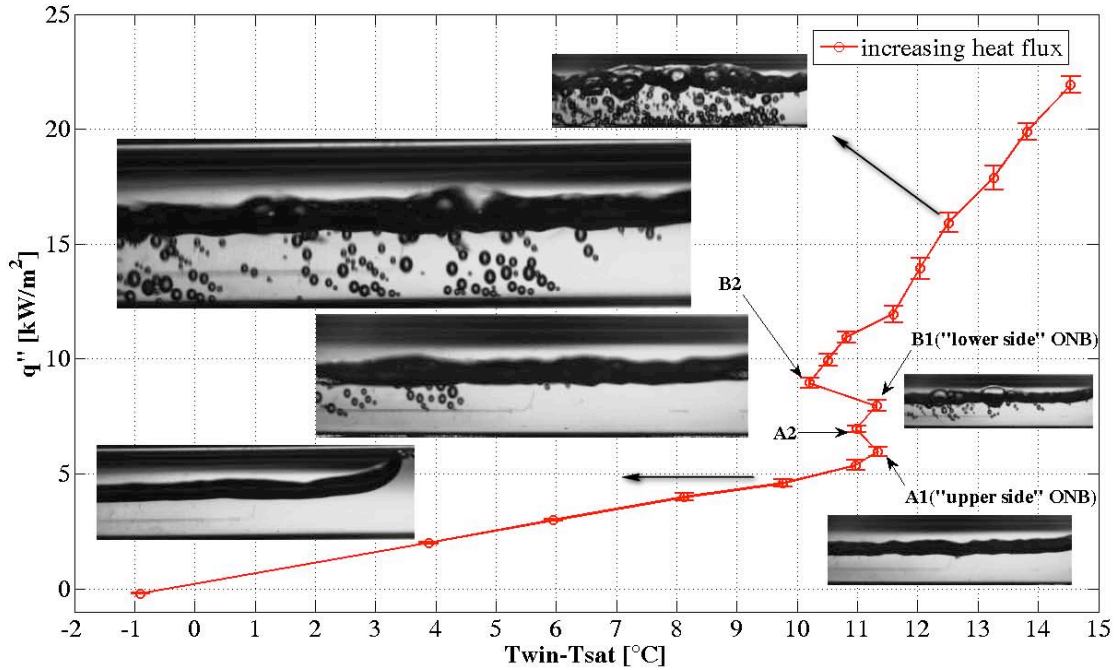 25
20
15
10
5
0
q" [kW/m²]
increasing heat flux
B2
B1("lower side" ONB)
A2
A1("upper side" ONB)
-2 -1 0 1 2 3 4 5 6 7 8 9 10 11 12 13 14 15
Twin-Tsat [°C]